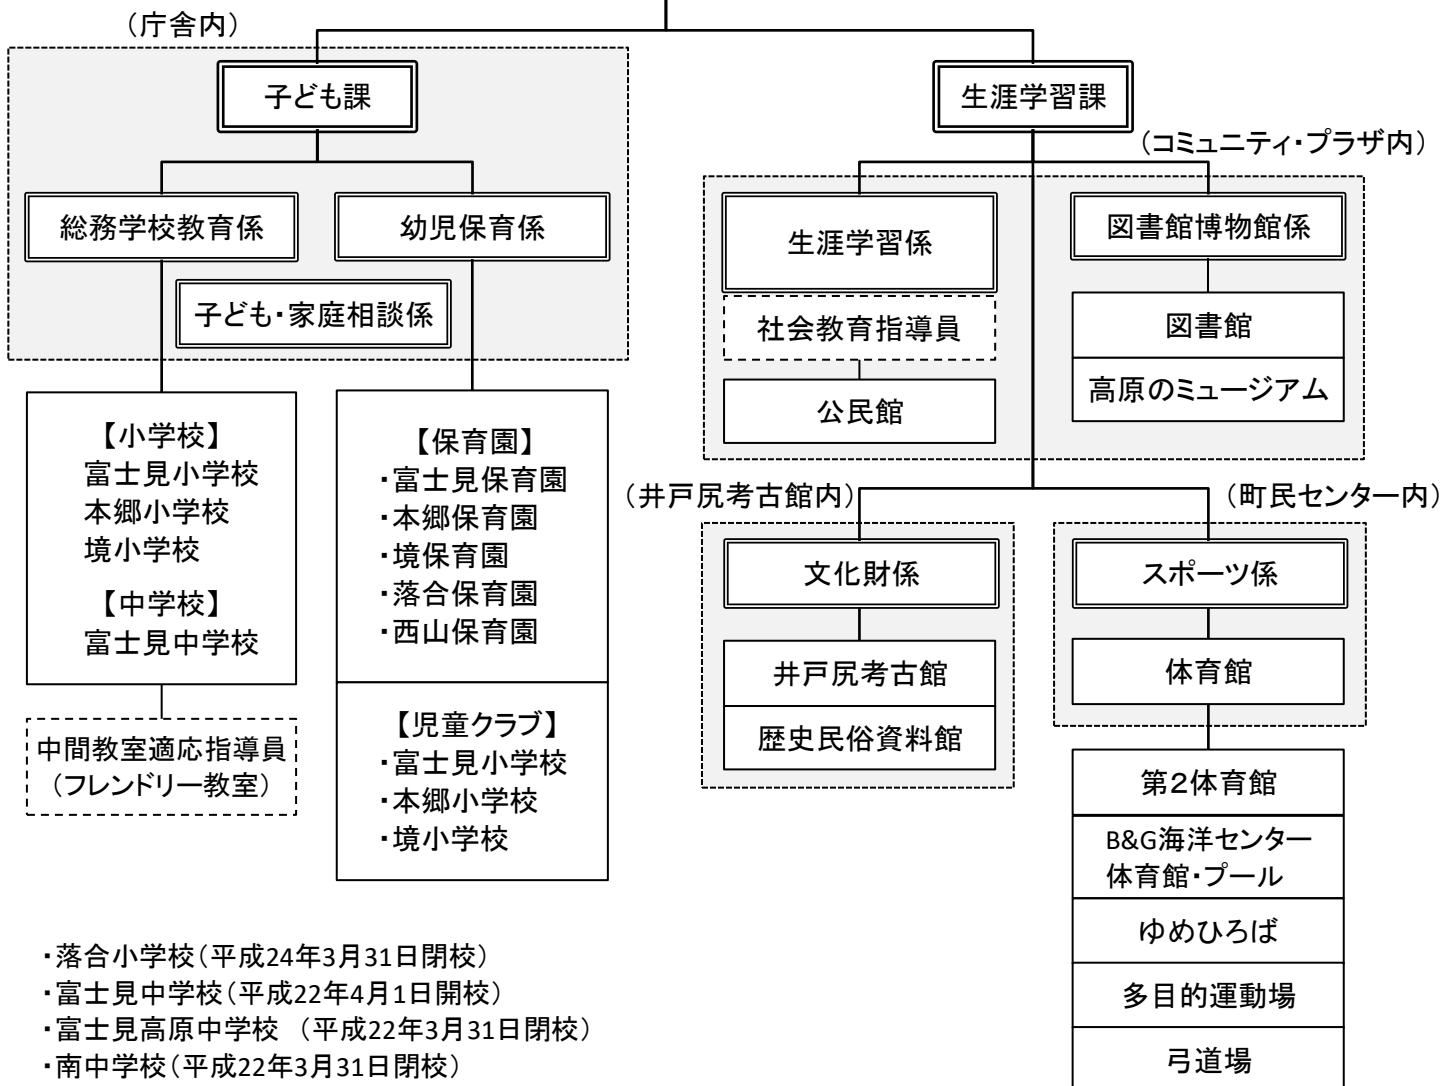 （庁舎内）
子ども課
総務学校教育係
幼児保育係
子ども・家庭相談係
【小学校】
富士見小学校
本郷小学校
境小学校
【中学校】
富士見中学校
中間教室適応指導員
（フレンドリー教室）
【保育園】
・富士見保育園
・本郷保育園
・境保育園
・落合保育園
・西山保育園
【児童クラブ】
・富士見小学校
・本郷小学校
・境小学校
生涯学習課
（コミュニティ・プラザ内）
生涯学習係
社会教育指導員
公民館
図書館博物館係
図書館
高原のミュージアム
（井戸尻考古館内）
文化財係
井戸尻考古館
歴史民俗資料館
（町民センター内）
スポーツ係
体育館
第２体育館
B&G海洋センター
体育館・プール
ゆめひろば
多目的運動場
弓道場
・落合小学校（平成24年3月31日閉校）
・富士見中学校（平成22年4月1日開校）
・富士見高原中学校　（平成22年3月31日閉校）
・南中学校（平成22年3月31日閉校）